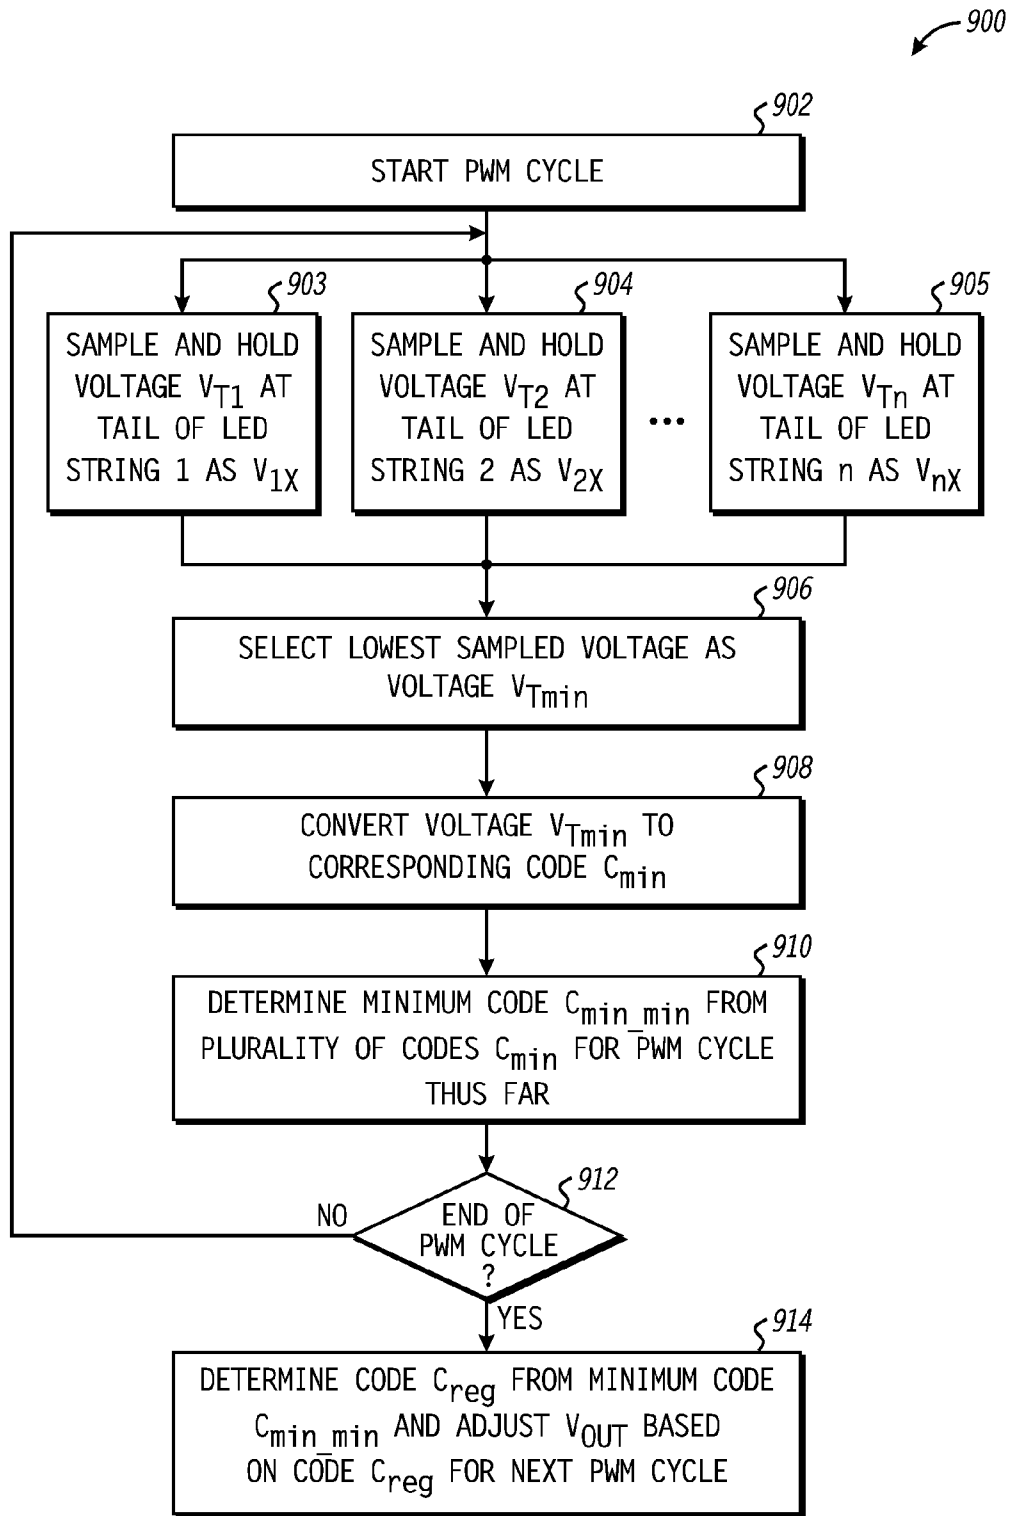 900
902
START PWM CYCLE
903
SAMPLE AND HOLD
VOLTAGE VT1 AT
TAIL OF LED
STRING 1 AS V1X
904
SAMPLE AND HOLD
VOLTAGE VT2 AT
TAIL OF LED
STRING 2 AS V2X
•••
905
SAMPLE AND HOLD
VOLTAGE VTn AT
TAIL OF LED
STRING n AS VnX
906
SELECT LOWEST SAMPLED VOLTAGE AS
VOLTAGE VTmin
908
CONVERT VOLTAGE VTmin TO
CORRESPONDING CODE Cmin
910
DETERMINE MINIMUM CODE Cmin_min FROM
PLURALITY OF CODES Cmin FOR PWM CYCLE
THUS FAR
912
END OF
PWM CYCLE
?
NO
YES
914
DETERMINE CODE Creg FROM MINIMUM CODE
Cmin_min AND ADJUST VOUT BASED
ON CODE Creg FOR NEXT PWM CYCLE